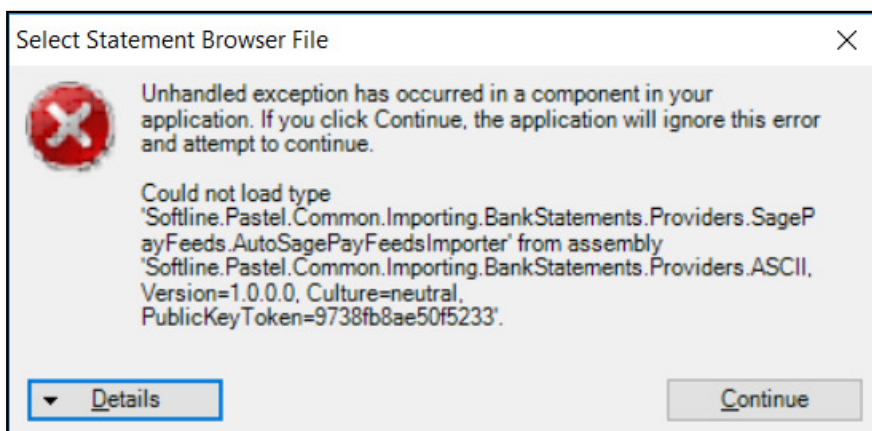 Select Statement Browser File
Unhandled exception has occurred in a component in your
application. If you click Continue, the application will ignore this error
and attempt to continue.
Could not load type
'Softline.Pastel.Common.Importing.BankStatements.Providers.SageP
ayFeeds.AutoSagePayFeedsImporter' from assembly
'Softline.Pastel.Common.Importing.BankStatements.Providers.ASCII,
Version=1.0.0.0, Culture=neutral,
PublicKeyToken=9738fb8ae50f5233'.
Details
Continue